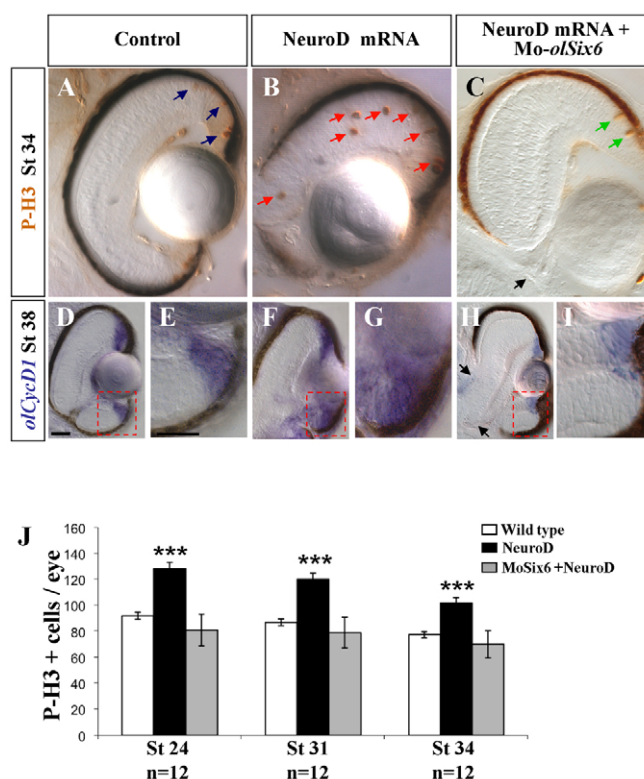 Control
NeuroD mRNA
NeuroD mRNA +
Mo-olSix6
P-H3 St 34
A
B
C
olCycD1 St 38
D
E
F
G
H
I
J
P-H3 + cells / eye
160
140
120
100
80
60
40
20
0
***
***
***
Wild type
NeuroD
MoSix6 +NeuroD
St 24
St 31
St 34
n=12
n=12
n=12